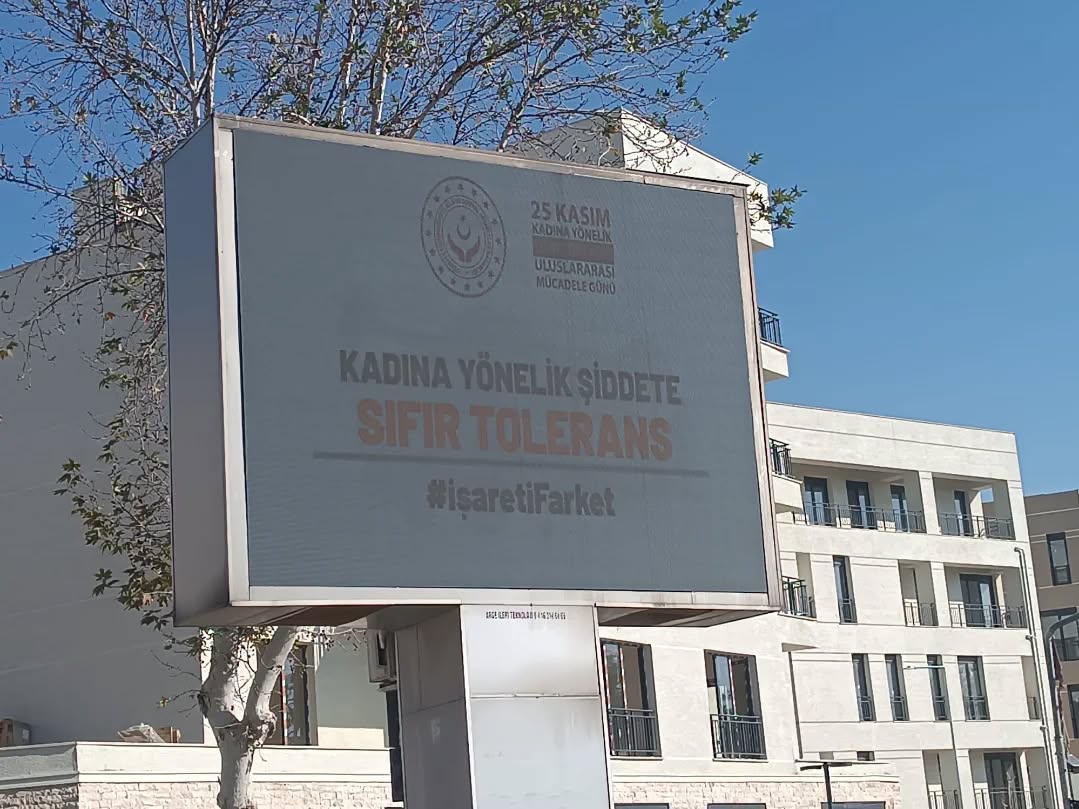 25 KASIM
KADINA YÖNELİK
ULUSLARARASI
MÜCADELE GÜNÜ
KADINA YÖNELİK ŞİDDETE
SIFIR TOLERANS
#işaretiFarket